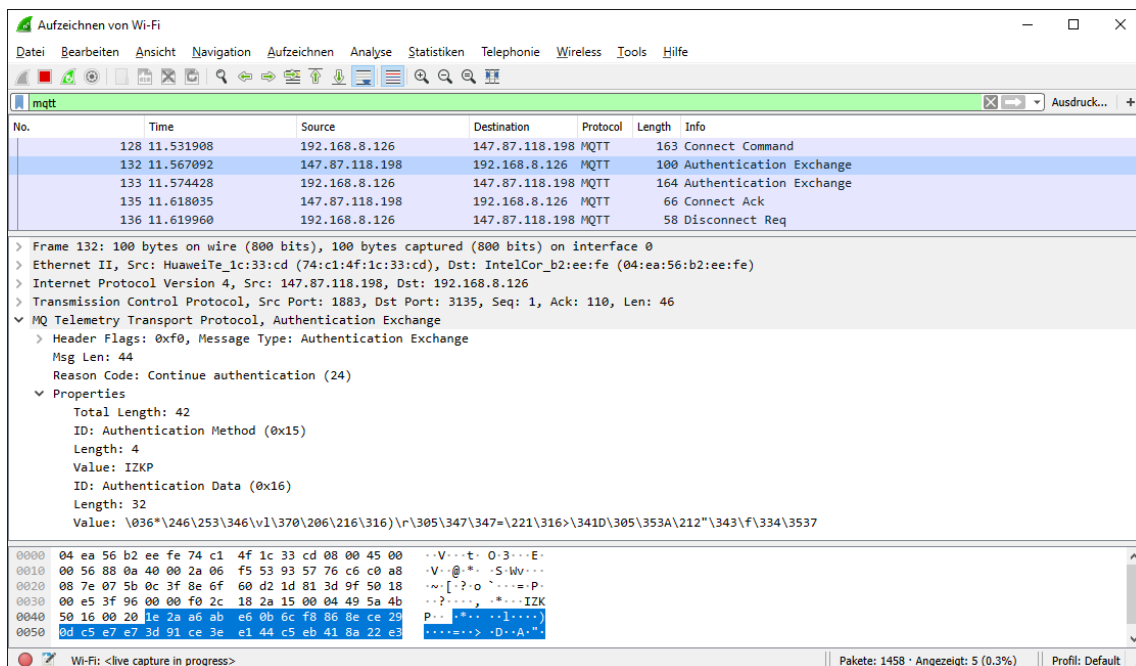 Aufzeichnen von Wi-Fi
Datei Bearbeiten Ansicht Navigation Aufzeichnen Analyse Statistiken Telephonie Wireless Tools Hilfe
mqtt Ausdruck... +
No. Time Source Destination Protocol Length Info
128 11.531908 192.168.8.126 147.87.118.198 MQTT 163 Connect Command
132 11.567092 147.87.118.198 192.168.8.126 MQTT 100 Authentication Exchange
133 11.574428 192.168.8.126 147.87.118.198 MQTT 164 Authentication Exchange
135 11.618035 147.87.118.198 192.168.8.126 MQTT 66 Connect Ack
136 11.619960 192.168.8.126 147.87.118.198 MQTT 58 Disconnect Req
> Frame 132: 100 bytes on wire (800 bits), 100 bytes captured (800 bits) on interface 0
> Ethernet II, Src: HuaweiTe_1c:33:cd (74:c1:4f:1c:33:cd), Dst: IntelCor_b2:ee:fe (04:ea:56:b2:ee:fe)
> Internet Protocol Version 4, Src: 147.87.118.198, Dst: 192.168.8.126
> Transmission Control Protocol, Src Port: 1883, Dst Port: 3135, Seq: 1, Ack: 110, Len: 46
MQ Telemetry Transport Protocol, Authentication Exchange
> Header Flags: 0xf0, Message Type: Authentication Exchange
Msg Len: 44
Reason Code: Continue authentication (24)
Properties
Total Length: 42
ID: Authentication Method (0x15)
Length: 4
Value: IZKP
ID: Authentication Data (0x16)
Length: 32
Value: \036*\246\253\346\vl\370\206\216\316)\r\305\347\347=\221\316>\341D\305\353A\212"\343\f\334\3537
0000 04 ea 56 b2 ee fe 74 c1 4f 1c 33 cd 08 00 45 00 ··V···t· O·3···E·
0010 00 56 88 0a 40 00 2a 06 f5 53 93 57 76 c6 c0 a8 ·V··@·*· ·S·Wv···
0020 08 7e 07 5b 0c 3f 8e 6f 60 d2 1d 81 3d 9f 50 18 ·~·[·?·o `···=·P·
0030 00 e5 3f 96 00 00 f0 2c 18 2a 15 00 04 49 5a 4b ··?····, ·*···IZK
0040 50 16 00 20 1e 2a a6 ab e6 0b 6c f8 86 8e ce 29 P·· ·*·· ··l····)
0050 0d c5 e7 e7 3d 91 ce 3e e1 44 c5 eb 41 8a 22 e3 ····=··> ·D··A·"·
Wi-Fi: <live capture in progress> Pakete: 1458 · Angezeigt: 5 (0.3%) Profil: Default